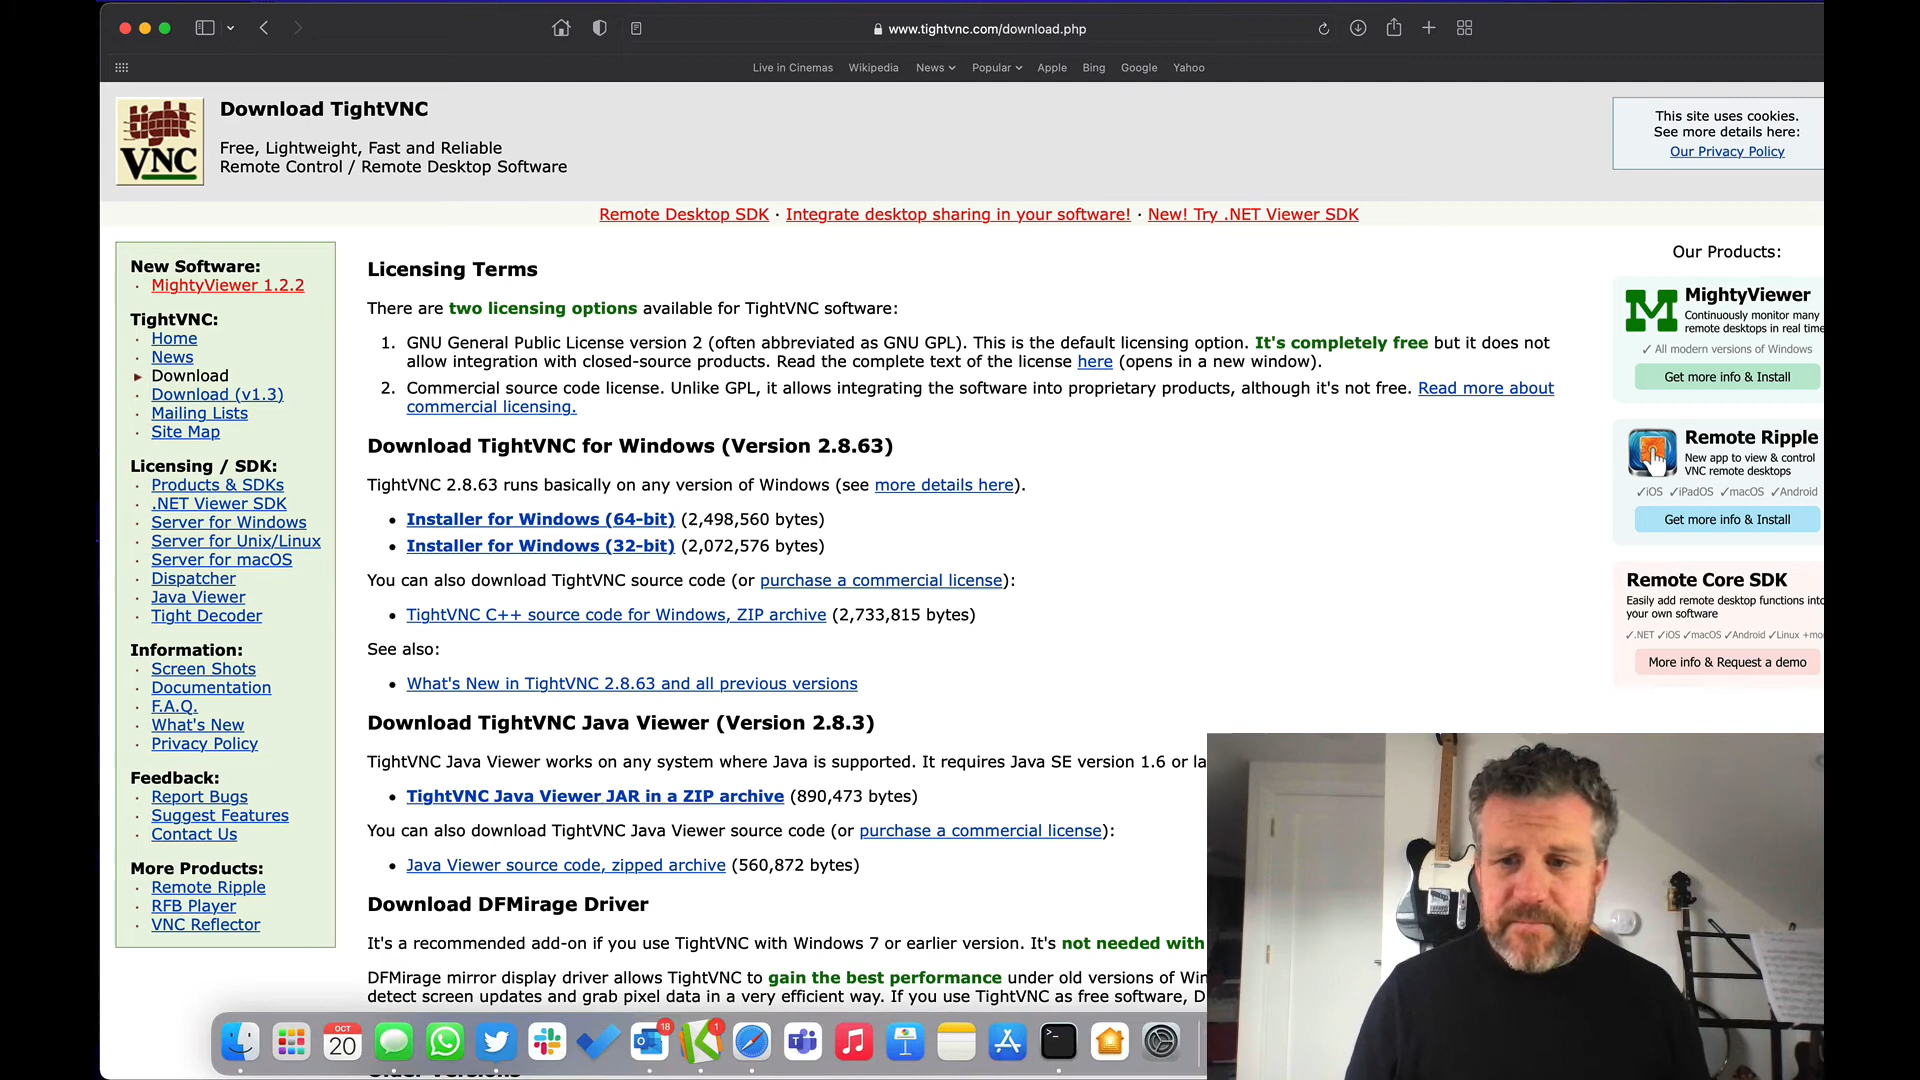 www.tightvnc.com/download.php
Live in Cinemas Wikipedia News Popular Apple Bing Google Yahoo
tight VNC
Download TightVNC
Free, Lightweight, Fast and Reliable
Remote Control / Remote Desktop Software
This site uses cookies.
See more details here:
Our Privacy Policy
Remote Desktop SDK · Integrate desktop sharing in your software! · New! Try .NET Viewer SDK
New Software:
· MightyViewer 1.2.2
TightVNC:
· Home
· News
Download
· Download (v1.3)
· Mailing Lists
· Site Map
Licensing / SDK:
· Products & SDKs
· .NET Viewer SDK
· Server for Windows
· Server for Unix/Linux
· Server for macOS
· Dispatcher
· Java Viewer
· Tight Decoder
Information:
· Screen Shots
· Documentation
· F.A.Q.
· What's New
· Privacy Policy
Feedback:
· Report Bugs
· Suggest Features
· Contact Us
More Products:
· Remote Ripple
· RFB Player
· VNC Reflector
Licensing Terms
There are two licensing options available for TightVNC software:
1. GNU General Public License version 2 (often abbreviated as GNU GPL). This is the default licensing option. It's completely free but it does not
allow integration with closed-source products. Read the complete text of the license here (opens in a new window).
2. Commercial source code license. Unlike GPL, it allows integrating the software into proprietary products, although it's not free. Read more about
commercial licensing.
Download TightVNC for Windows (Version 2.8.63)
TightVNC 2.8.63 runs basically on any version of Windows (see more details here).
• Installer for Windows (64-bit) (2,498,560 bytes)
• Installer for Windows (32-bit) (2,072,576 bytes)
You can also download TightVNC source code (or purchase a commercial license):
• TightVNC C++ source code for Windows, ZIP archive (2,733,815 bytes)
See also:
• What's New in TightVNC 2.8.63 and all previous versions
Download TightVNC Java Viewer (Version 2.8.3)
TightVNC Java Viewer works on any system where Java is supported. It requires Java SE version 1.6 or la
• TightVNC Java Viewer JAR in a ZIP archive (890,473 bytes)
You can also download TightVNC Java Viewer source code (or purchase a commercial license):
• Java Viewer source code, zipped archive (560,872 bytes)
Download DFMirage Driver
It's a recommended add-on if you use TightVNC with Windows 7 or earlier version. It's not needed with
DFMirage mirror display driver allows TightVNC to gain the best performance under old versions of Win
detect screen updates and grab pixel data in a very efficient way. If you use TightVNC as free software, D
Our Products:
MightyViewer
Continuously monitor many
remote desktops in real time
✓ All modern versions of Windows
Get more info & Install
Remote Ripple
New app to view & control
VNC remote desktops
✓iOS ✓iPadOS ✓macOS ✓Android
Get more info & Install
Remote Core SDK
Easily add remote desktop functions into
your own software
✓.NET ✓iOS ✓macOS ✓Android ✓Linux +mo
More info & Request a demo
OCT
20
18
1